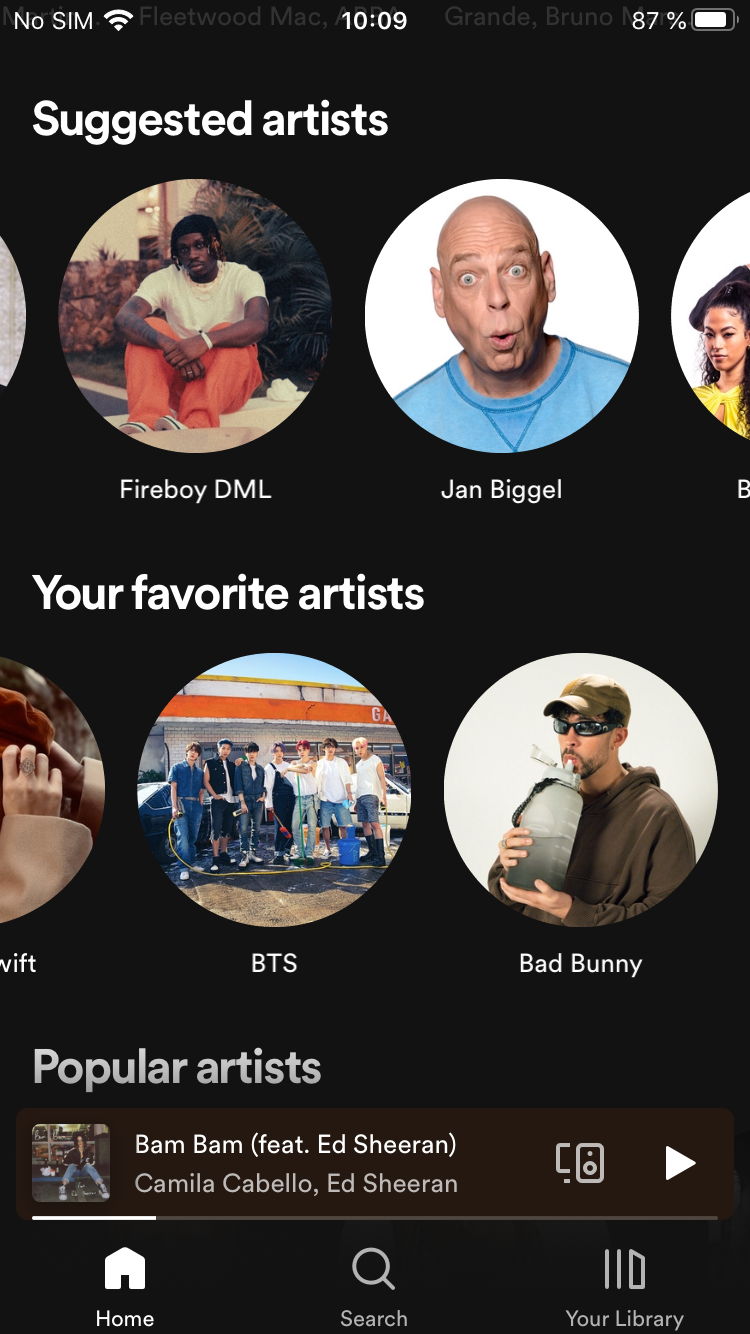 No SIM 10:09 87 %
Fleetwood Mac, ABBA Grande, Bruno Mar
Suggested artists
Fireboy DML Jan Biggel B
Your favorite artists
GA
wift BTS Bad Bunny
Popular artists
Bam Bam (feat. Ed Sheeran)
Camila Cabello, Ed Sheeran
Home Search Your Library